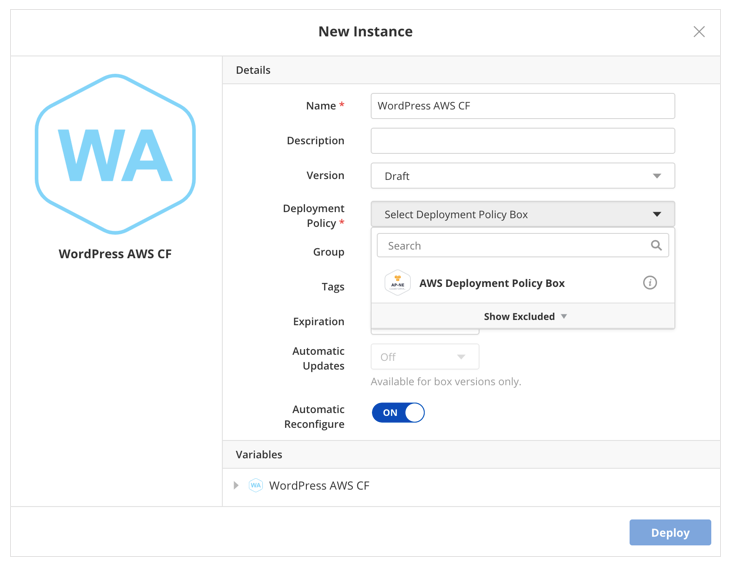 New Instance
WA
WordPress AWS CF
Details
Name *
WordPress AWS CF
Description
Version
Draft
Deployment
Policy *
Select Deployment Policy Box
Search
AP-NE
AWS Deployment Policy Box
Show Excluded
Group
Tags
Expiration
Automatic
Updates
Off
Available for box versions only.
Automatic
Reconfigure
ON
Variables
WA
WordPress AWS CF
Deploy